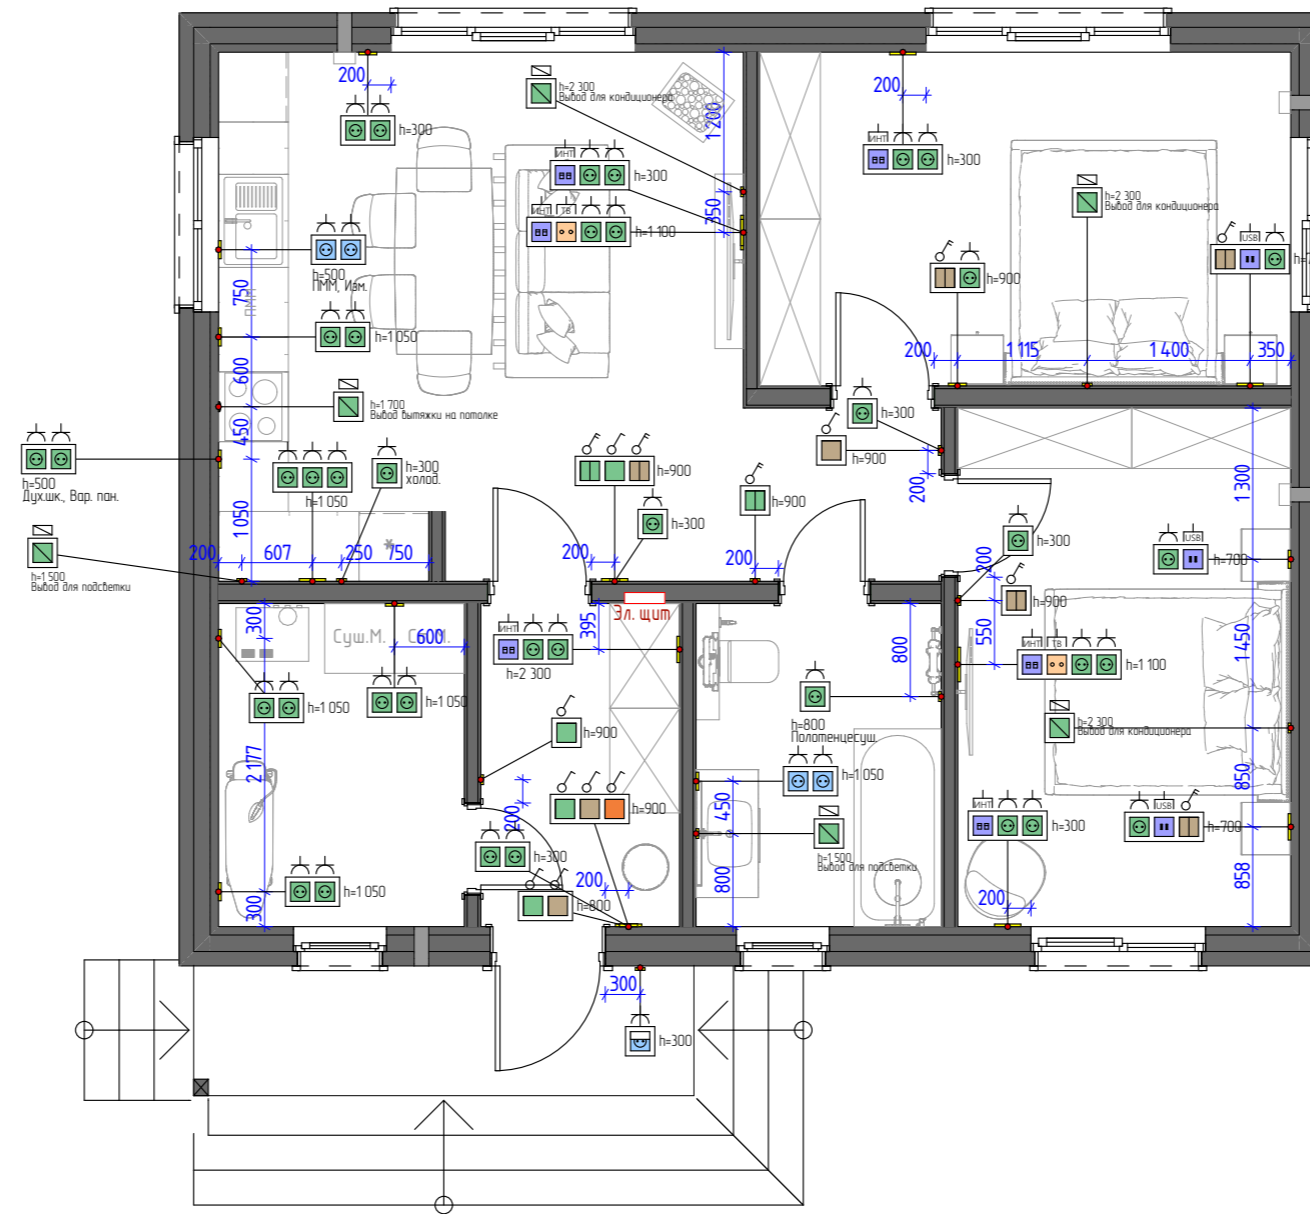 200
h=300
h=2 300
Вывод для кондиционера
1 200
ИНТ
h=300
350
ИНТ
ТВ
h=1 100
200
ИНТ
h=300
h=2 300
Вывод для кондиционера
h=900
USB
200
1 115
1 400
350
h=500
ПММ, Изм.
750
h=1 050
600
h=1 700
Вывод вытяжки на потолке
450
h=500
Дух.шк., Вар. пан.
h=1 050
h=300
холод.
1 050
h=1 500
Вывод для подсветки
200
607
250
750
h=900
h=300
200
h=900
200
h=300
h=900
200
1 300
h=300
200
h=900
550
USB
h=700
1 450
ИНТ
ТВ
h=1 100
h=2 300
Вывод для кондиционера
850
ИНТ
h=300
USB
h=700
858
200
Эл. щит
395
ИНТ
h=2 300
300
Суш.М.
600
h=1 050
h=1 050
2 177
h=1 050
300
h=900
200
h=900
h=300
200
h=800
800
h=800
Полотенцесуш.
h=1 050
450
h=1 500
Вывод для подсветки
800
300
h=300